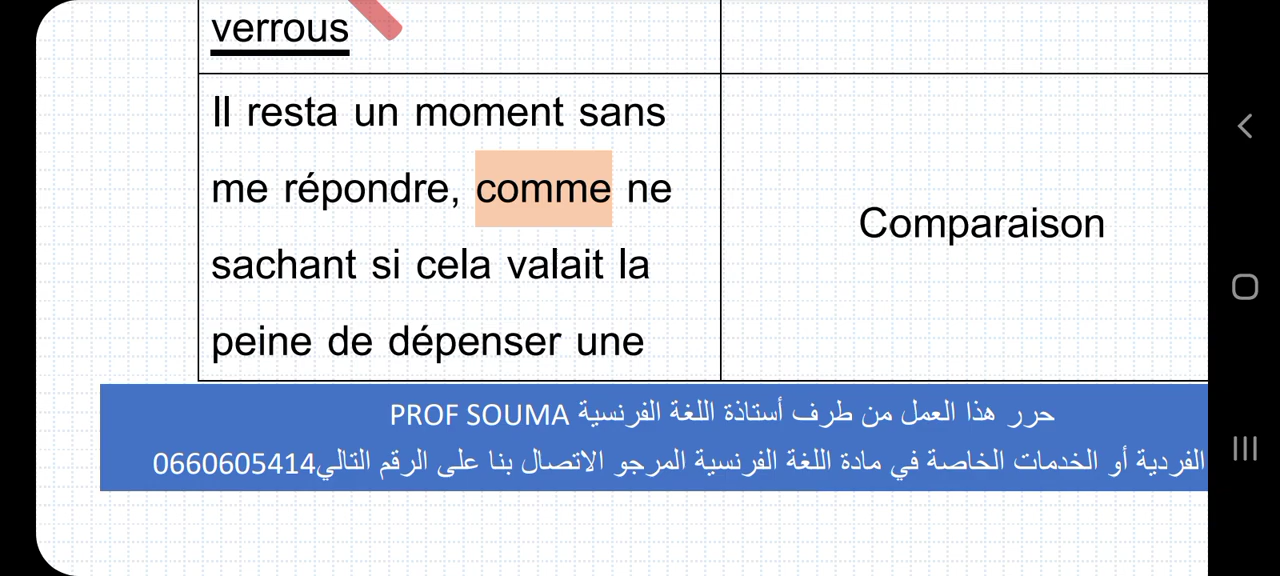 verrous
Il resta un moment sans
me répondre, comme ne
sachant si cela valait la
peine de dépenser une
Comparaison
حرر هذا العمل من طرف أستاذة اللغة الفرنسية PROF SOUMA
الفردية أو الخدمات الخاصة في مادة اللغة الفرنسية المرجو الاتصال بنا على الرقم التالي0660605414